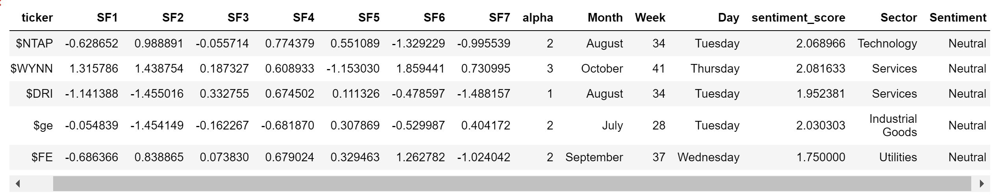 ticker SF1 SF2 SF3 SF4 SF5 SF6 SF7 alpha Month Week Day sentiment_score Sector Sentiment
$NTAP -0.628652 0.988891 -0.055714 0.774379 0.551089 -1.329229 -0.995539 2 August 34 Tuesday 2.068966 Technology Neutral
$WYNN 1.315786 1.438754 0.187327 0.608933 -1.153030 1.859441 0.730995 3 October 41 Thursday 2.081633 Services Neutral
$DRI -1.141388 -1.455016 0.332755 0.674502 0.111326 -0.478597 -1.488157 1 August 34 Tuesday 1.952381 Services Neutral
$ge -0.054839 -1.454149 -0.162267 -0.681870 0.307869 -0.529987 0.404172 2 July 28 Tuesday 2.030303 Industrial Goods Neutral
$FE -0.686366 0.838865 0.073830 0.679024 0.329463 1.262782 -1.024042 2 September 37 Wednesday 1.750000 Utilities Neutral